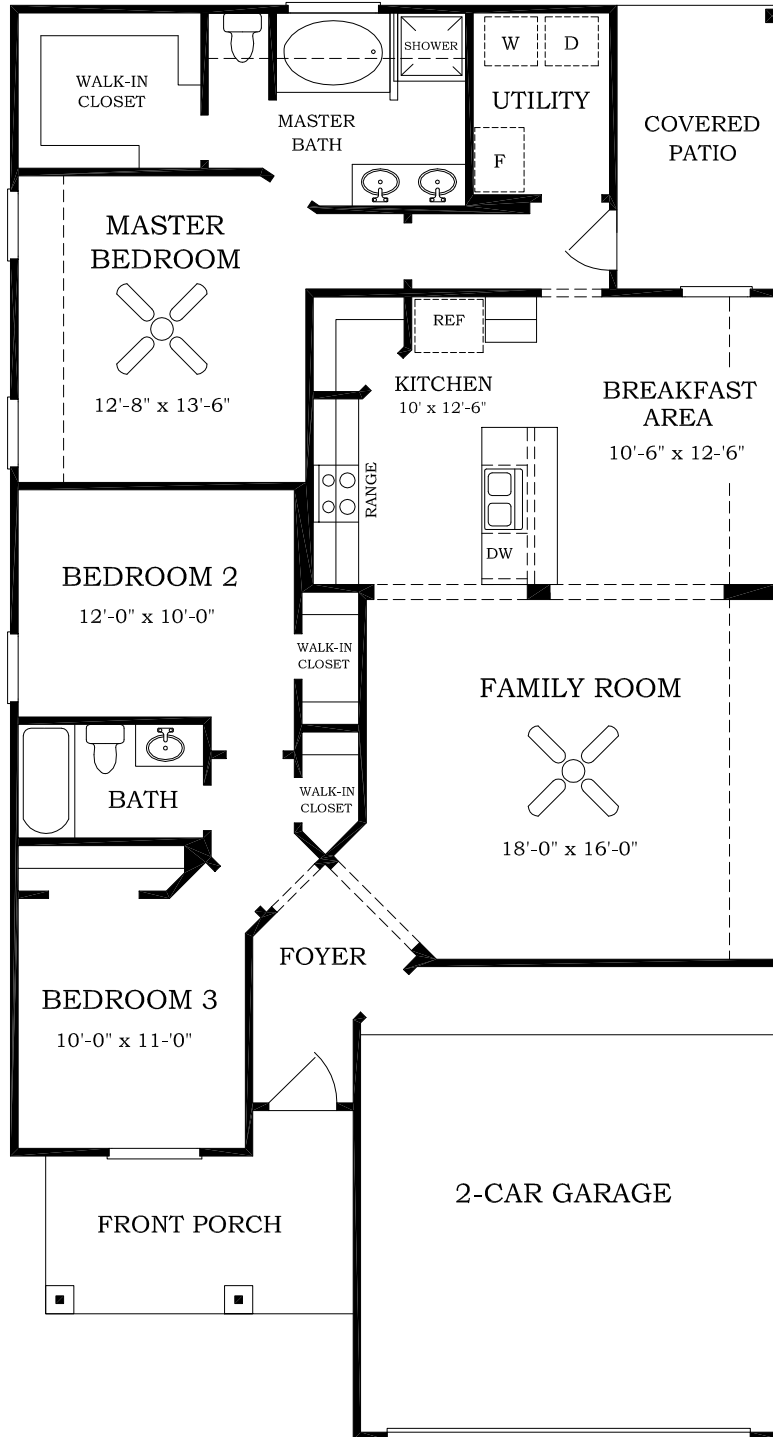 WALK-IN
CLOSET
SHOWER
W
D
MASTER
BATH
UTILITY
F
COVERED
PATIO
MASTER
BEDROOM
12'-8" x 13'-6"
REF
KITCHEN
10' x 12'-6"
BREAKFAST
AREA
10'-6" x 12-'6"
RANGE
DW
BEDROOM 2
12'-0" x 10'-0"
WALK-IN
CLOSET
FAMILY ROOM
18'-0" x 16'-0"
BATH
WALK-IN
CLOSET
FOYER
BEDROOM 3
10'-0" x 11-'0"
2-CAR GARAGE
FRONT PORCH